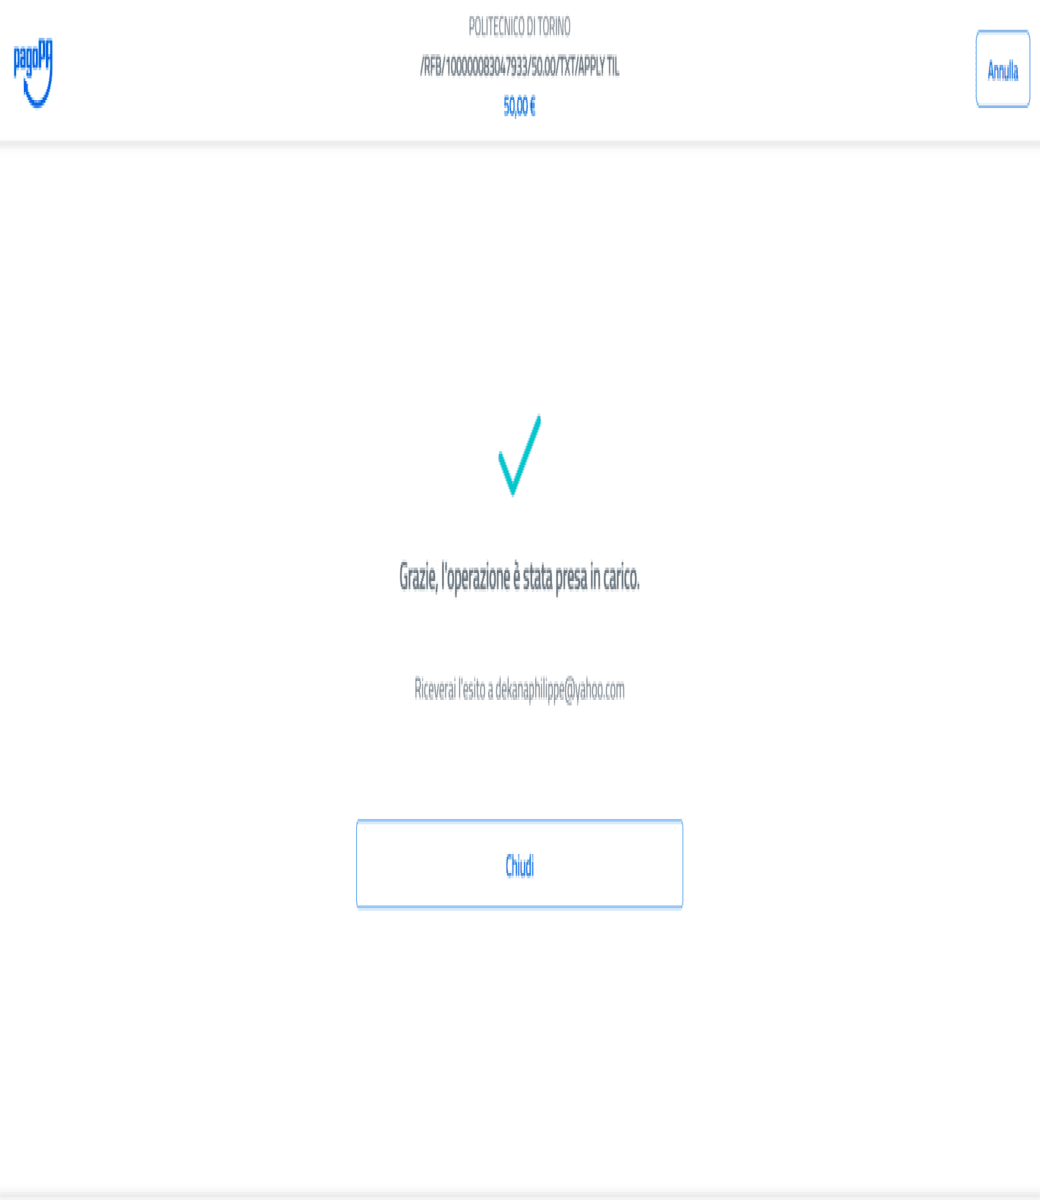 POLITECNICO DI TORINO
pagoPA
/RFB/100000083047933/50.00/TXT/APPLY TIL
Annulla
50,00 €
Grazie, l'operazione è stata presa in carico.
Riceverai l'esito a dekanaphilippe@yahoo.com
Chiudi